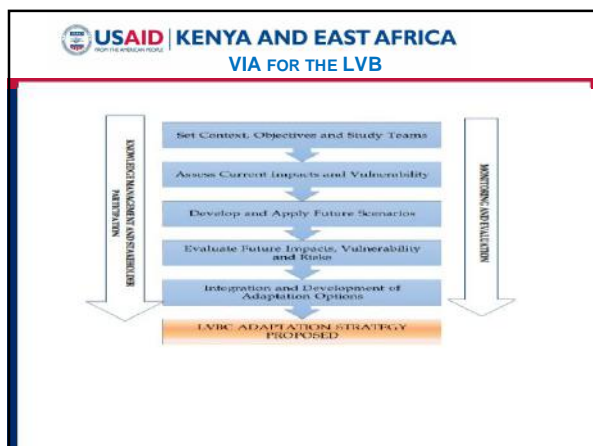 USAID | KENYA AND EAST AFRICA
FROM THE AMERICAN PEOPLE
VIA FOR THE LVB
Set Context, Objectives and Study Teams
Assess Current Impacts and Vulnerability
Develop and Apply Future Scenarios
Evaluate Future Impacts, Vulnerability
and Risks
Integration and Development of
Adaptation Options
LVBC ADAPTATION STRATEGY
PROPOSED
KNOWLEDGE MANAGEMENT AND STAKEHOLDER
PARTICIPATION
MONITORING AND EVALUATION